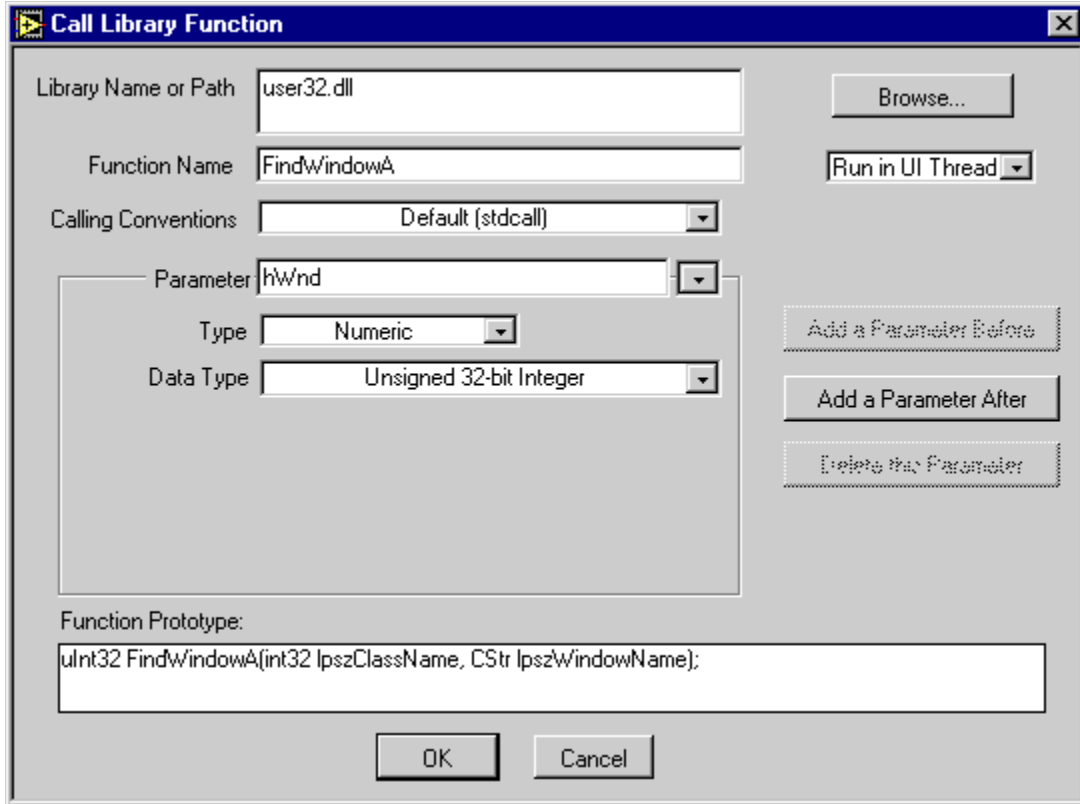 Call Library Function
Library Name or Path
user32.dll
Browse...
Function Name
FindWindowA
Run in UI Thread
Calling Conventions
Default (stdcall)
Parameter
hWnd
Type
Numeric
Add a Parameter Before
Data Type
Unsigned 32-bit Integer
Add a Parameter After
Delete this Parameter
Function Prototype:
uInt32 FindWindowA(int32 lpszClassName, CStr lpszWindowName);
OK
Cancel